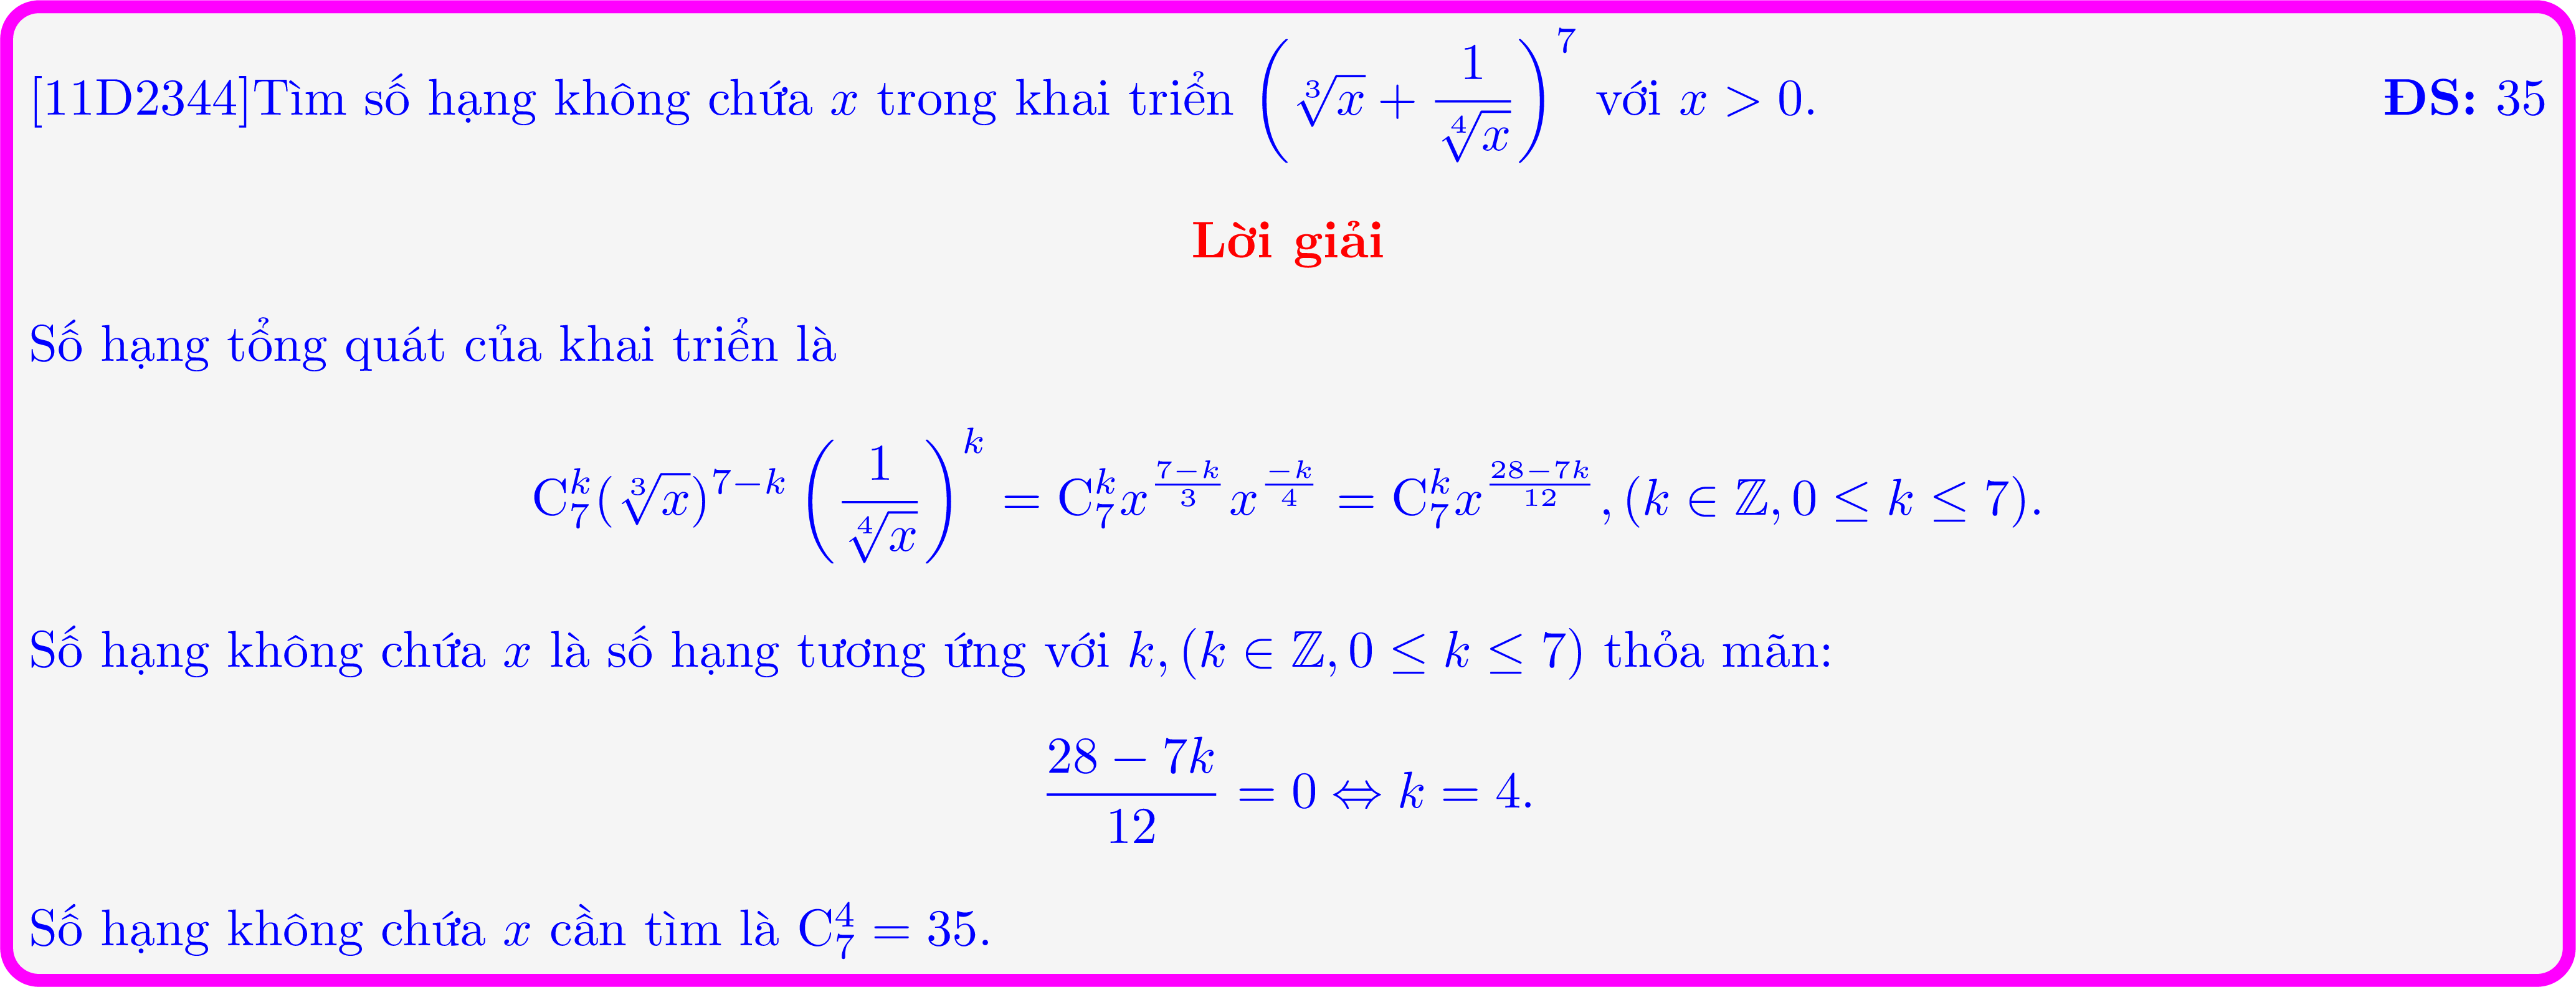 [11D2344]Tìm số hạng không chứa $x$ trong khai triển $\left(\sqrt[3]{x}+\dfrac{1}{\sqrt[4]{x}}\right)^7$ với $x>0$. ĐS: 35
Lời giải
Số hạng tổng quát của khai triển là
$\mathrm{C}_7^k(\sqrt[3]{x})^{7-k}\left(\dfrac{1}{\sqrt[4]{x}}\right)^k=\mathrm{C}_7^k x^{\frac{7-k}{3}}x^{\frac{-k}{4}}=\mathrm{C}_7^k x^{\frac{28-7k}{12}},(k\in\mathbb{Z},0\leq k\leq 7).$
Số hạng không chứa $x$ là số hạng tương ứng với $k,(k\in\mathbb{Z},0\leq k\leq 7)$ thỏa mãn:
$\dfrac{28-7k}{12}=0\Leftrightarrow k=4.$
Số hạng không chứa $x$ cần tìm là $\mathrm{C}_7^4=35.$